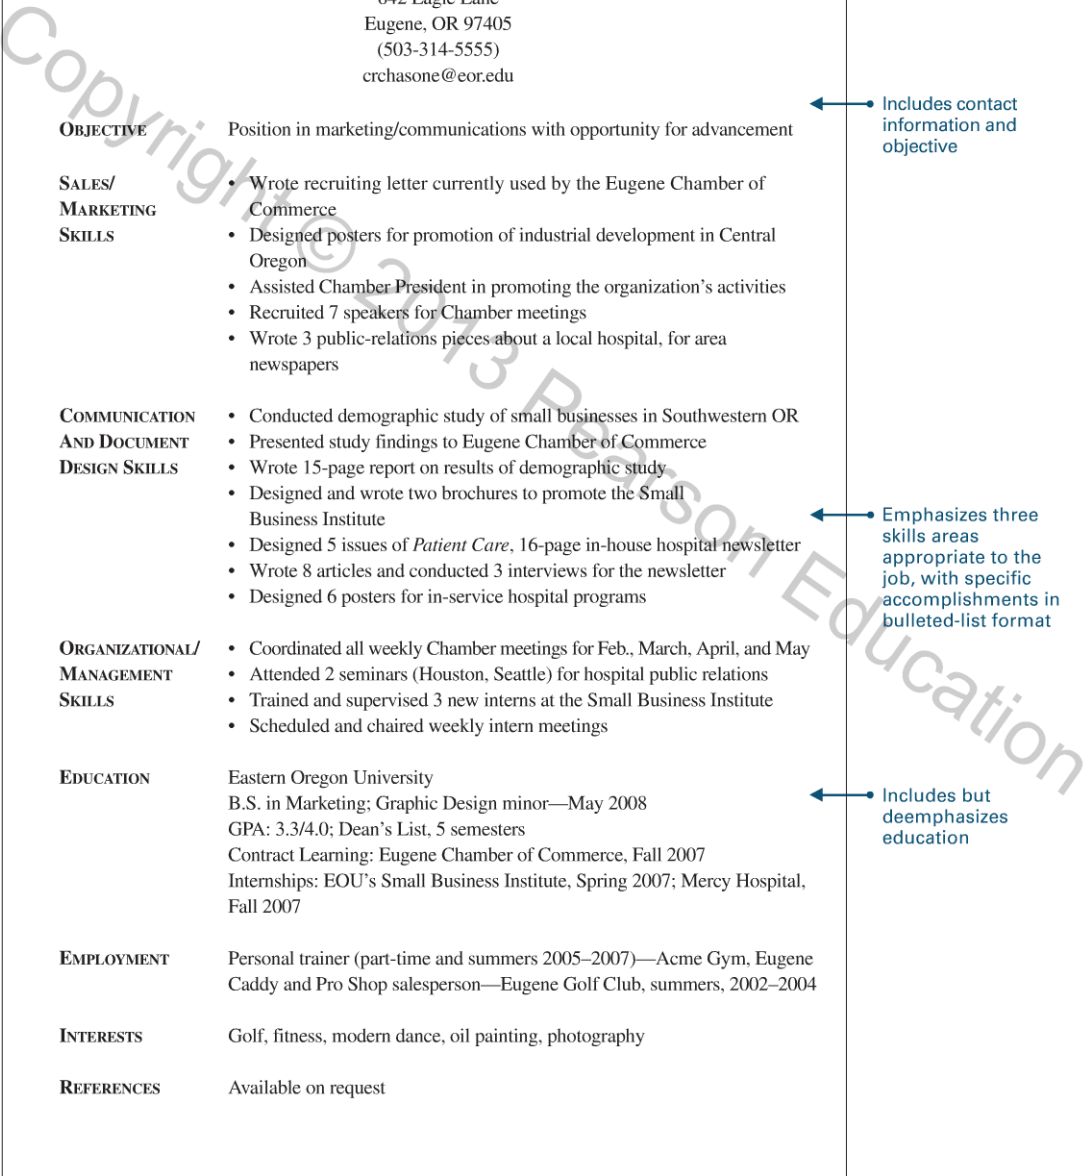 642 Eagle Lane
Eugene, OR 97405
(503-314-5555)
crchasone@eor.edu
Includes contact
information and
objective
OBJECTIVE Position in marketing/communications with opportunity for advancement
SALES/ • Wrote recruiting letter currently used by the Eugene Chamber of
MARKETING Commerce
SKILLS • Designed posters for promotion of industrial development in Central
Oregon
• Assisted Chamber President in promoting the organization's activities
• Recruited 7 speakers for Chamber meetings
• Wrote 3 public-relations pieces about a local hospital, for area
newspapers
COMMUNICATION • Conducted demographic study of small businesses in Southwestern OR
AND DOCUMENT • Presented study findings to Eugene Chamber of Commerce
DESIGN SKILLS • Wrote 15-page report on results of demographic study
• Designed and wrote two brochures to promote the Small
Business Institute
• Designed 5 issues of Patient Care, 16-page in-house hospital newsletter
• Wrote 8 articles and conducted 3 interviews for the newsletter
• Designed 6 posters for in-service hospital programs
Emphasizes three
skills areas
appropriate to the
job, with specific
accomplishments in
bulleted-list format
ORGANIZATIONAL/ • Coordinated all weekly Chamber meetings for Feb., March, April, and May
MANAGEMENT • Attended 2 seminars (Houston, Seattle) for hospital public relations
SKILLS • Trained and supervised 3 new interns at the Small Business Institute
• Scheduled and chaired weekly intern meetings
EDUCATION Eastern Oregon University
B.S. in Marketing; Graphic Design minor—May 2008
GPA: 3.3/4.0; Dean's List, 5 semesters
Contract Learning: Eugene Chamber of Commerce, Fall 2007
Internships: EOU's Small Business Institute, Spring 2007; Mercy Hospital,
Fall 2007
Includes but
deemphasizes
education
EMPLOYMENT Personal trainer (part-time and summers 2005–2007)—Acme Gym, Eugene
Caddy and Pro Shop salesperson—Eugene Golf Club, summers, 2002–2004
INTERESTS Golf, fitness, modern dance, oil painting, photography
REFERENCES Available on request
Copyright © 2013 Pearson Education